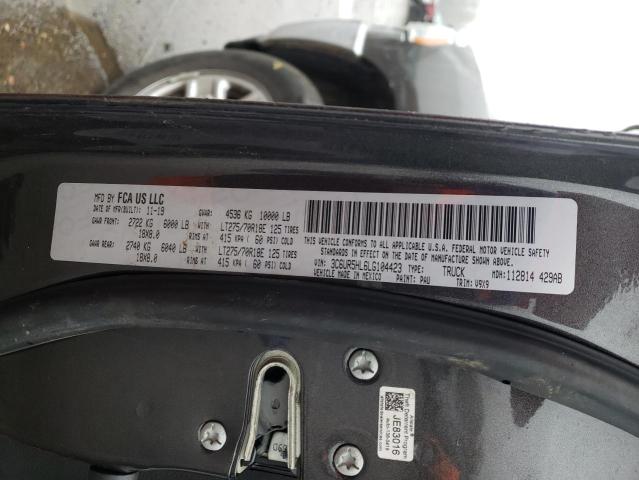 MFD BY FCA US LLC
DATE OF MFR(BUILT): 11-19 GVWR: 4536 KG 10000 LB
GAWR FRONT: 2722 KG 6000 LB WITH LT275/70R18E 125 TIRES
18X8.0 RIMS AT 415 KPA ( 60 PSI) COLD
GAWR REAR: 2740 KG 6040 LB WITH LT275/70R18E 125 TIRES
18X8.0 RIMS AT 415 KPA ( 60 PSI) COLD
THIS VEHICLE CONFORMS TO ALL APPLICABLE U.S.A. FEDERAL MOTOR VEHICLE SAFETY
STANDARDS IN EFFECT ON THE DATE OF MANUFACTURE SHOWN ABOVE.
VIN: 3C6UR5HL6LG104423 TYPE: TRUCK MDH: 112814 429AB
VEHICLE MADE IN MEXICO PAINT: PAU TRIM: V9X9
Theft Deterrent Program
JE83016